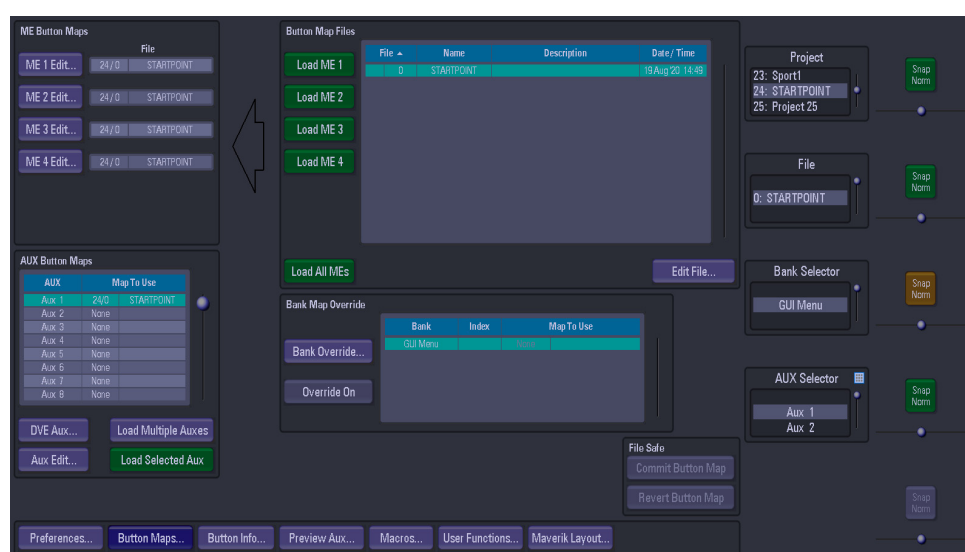 ME Button Maps
File
ME 1 Edit... 24/0 STARTPOINT
ME 2 Edit... 24/0 STARTPOINT
ME 3 Edit... 24/0 STARTPOINT
ME 4 Edit... 24/0 STARTPOINT
AUX Button Maps
AUX Map To Use
Aux 1 24/0 STARTPOINT
Aux 2 None
Aux 3 None
Aux 4 None
Aux 5 None
Aux 6 None
Aux 7 None
Aux 8 None
DVE Aux... Load Multiple Auxes
Aux Edit... Load Selected Aux
Button Map Files
Load ME 1
Load ME 2
Load ME 3
Load ME 4
Load All MEs
File Name Description Date/ Time
0 STARTPOINT 19 Aug '20 14:49
Edit File...
Bank Map Override
Bank Override...
Override On
Bank Index Map To Use
GUI Menu None
File Safe
Commit Button Map
Revert Button Map
Project
23: Sport1
24: STARTPOINT
25: Project 25
Snap
Norm
File
0: STARTPOINT
Snap
Norm
Bank Selector
GUI Menu
Snap
Norm
AUX Selector
Aux 1
Aux 2
Snap
Norm
Snap
Norm
Preferences... Button Maps... Button Info... Preview Aux... Macros... User Functions... Maverik Layout...